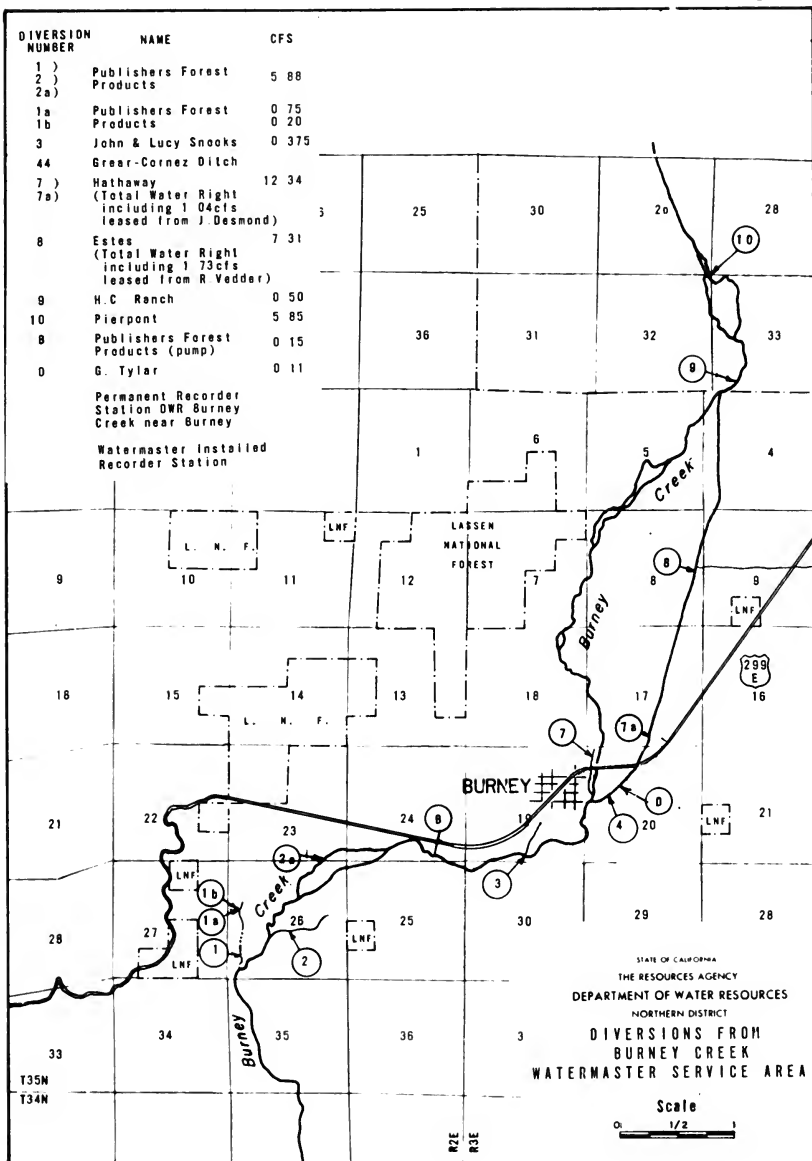 DIVERSION NUMBER NAME CFS
1 )
2 ) Publishers Forest 5 88
2a) Products
1a Publishers Forest 0 75
1b Products 0 20
3 John & Lucy Snooks 0 375
44 Grear-Cornez Ditch
7 ) Hathaway 12 34
7a) (Total Water Right
including 1 04cfs
leased from J.Desmond)
8 Estes 7 31
(Total Water Right
including 1 73cfs
leased from R.Vedder)
9 H.C Ranch 0 50
10 Pierpont 5 85
B Publishers Forest 0 15
Products (pump)
D G. Tylar 0 11
Permanent Recorder
Station DWR Burney
Creek near Burney
Watermaster Installed
Recorder Station
25 30 28
10
36 31 32 33
9
1 6 5 4
Creek
L. N. F. LNF LASSEN
NATIONAL
FOREST
9 10 11 12 7 8 8 9
LNF
Burney
299
E
16 15 14 13 18 17 16
L. N. F.
7 7a
BURNEY
21 22 23 24 B 19 4 D 20 LNF 21
2a 3
LNF Creek
1b
1a
28 27 1 26 2 LNF 25 30 29 28
LNF
33 34 Burney 35 36 3
T35N
T34N
R2E R3E
STATE OF CALIFORNIA
THE RESOURCES AGENCY
DEPARTMENT OF WATER RESOURCES
NORTHERN DISTRICT
DIVERSIONS FROM
BURNEY CREEK
WATERMASTER SERVICE AREA
Scale
0 1/2 1